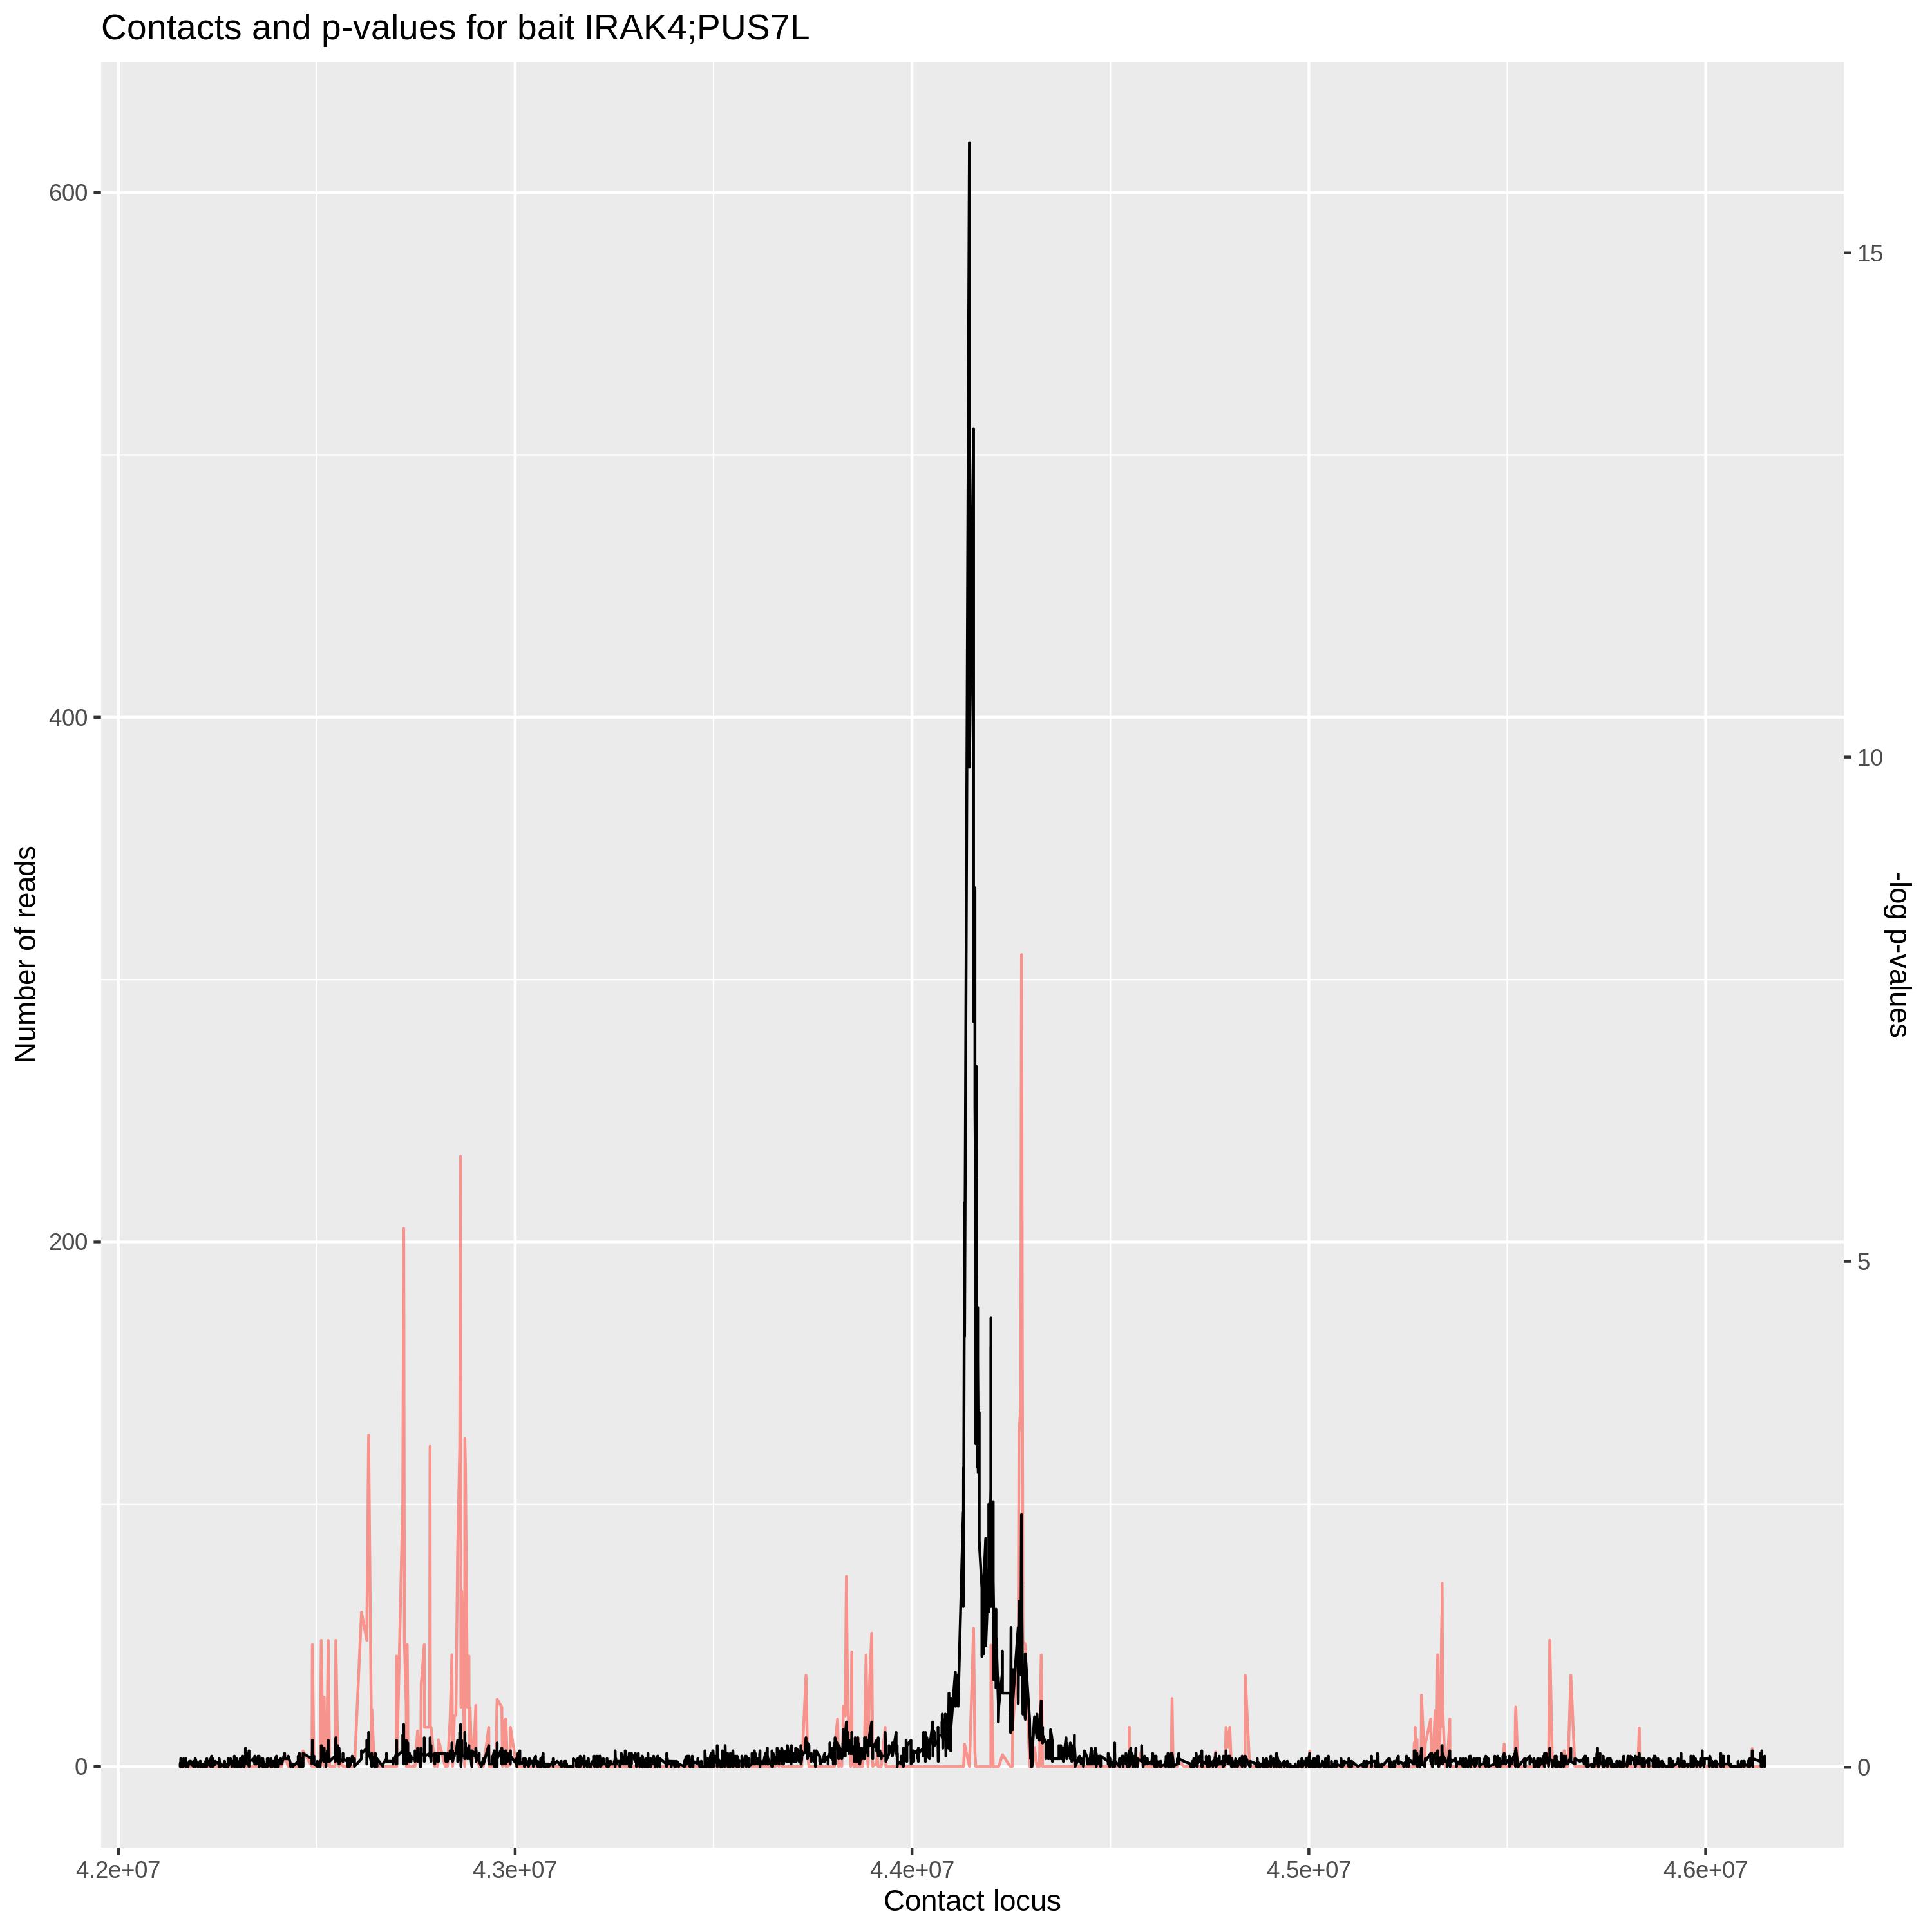 Contacts and p-values for bait IRAK4;PUS7L
600
400
200
0
Number of reads
15
10
5
0
-log p-values
4.2e+07
4.3e+07
4.4e+07
4.5e+07
4.6e+07
Contact locus